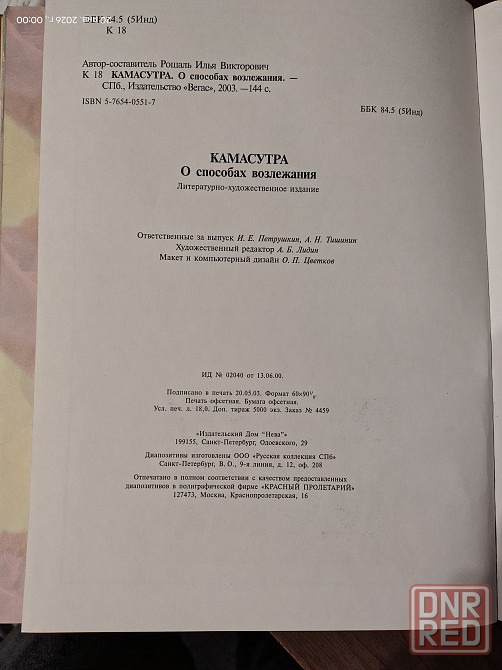 ББК 84.5 (5Инд)
К 18
Автор-составитель Рошаль Илья Викторович
К 18 КАМАСУТРА. О способах возлежания. —
СПб., Издательство «Вегас», 2003. —144 с.
ISBN 5-7654-0551-7
ББК 84.5 (5Инд)
КАМАСУТРА
О способах возлежания
Литературно-художественное издание
Ответственные за выпуск И. Е. Петрушкин, А. Н. Тишинин
Художественный редактор А. Б. Лидин
Макет и компьютерный дизайн О. П. Цветков
ИД № 02040 от 13.06.00.
Подписано в печать 20.05.03. Формат 60х90⅛
Печать офсетная. Бумага офсетная.
Усл. печ. л. 18,0. Доп. тираж 5000 экз. Заказ № 4459
«Издательский Дом "Нева"»
199155, Санкт-Петербург, Одоевского, 29
Диапозитивы изготовлены ООО «Русская коллекция СПб»
Санкт-Петербург, В.О., 9-я линия, д. 12, оф. 208
Отпечатано в полном соответствии с качеством предоставленных
диапозитивов в полиграфической фирме «КРАСНЫЙ ПРОЛЕТАРИЙ»
127473, Москва, Краснопролетарская, 16
DNR
RED